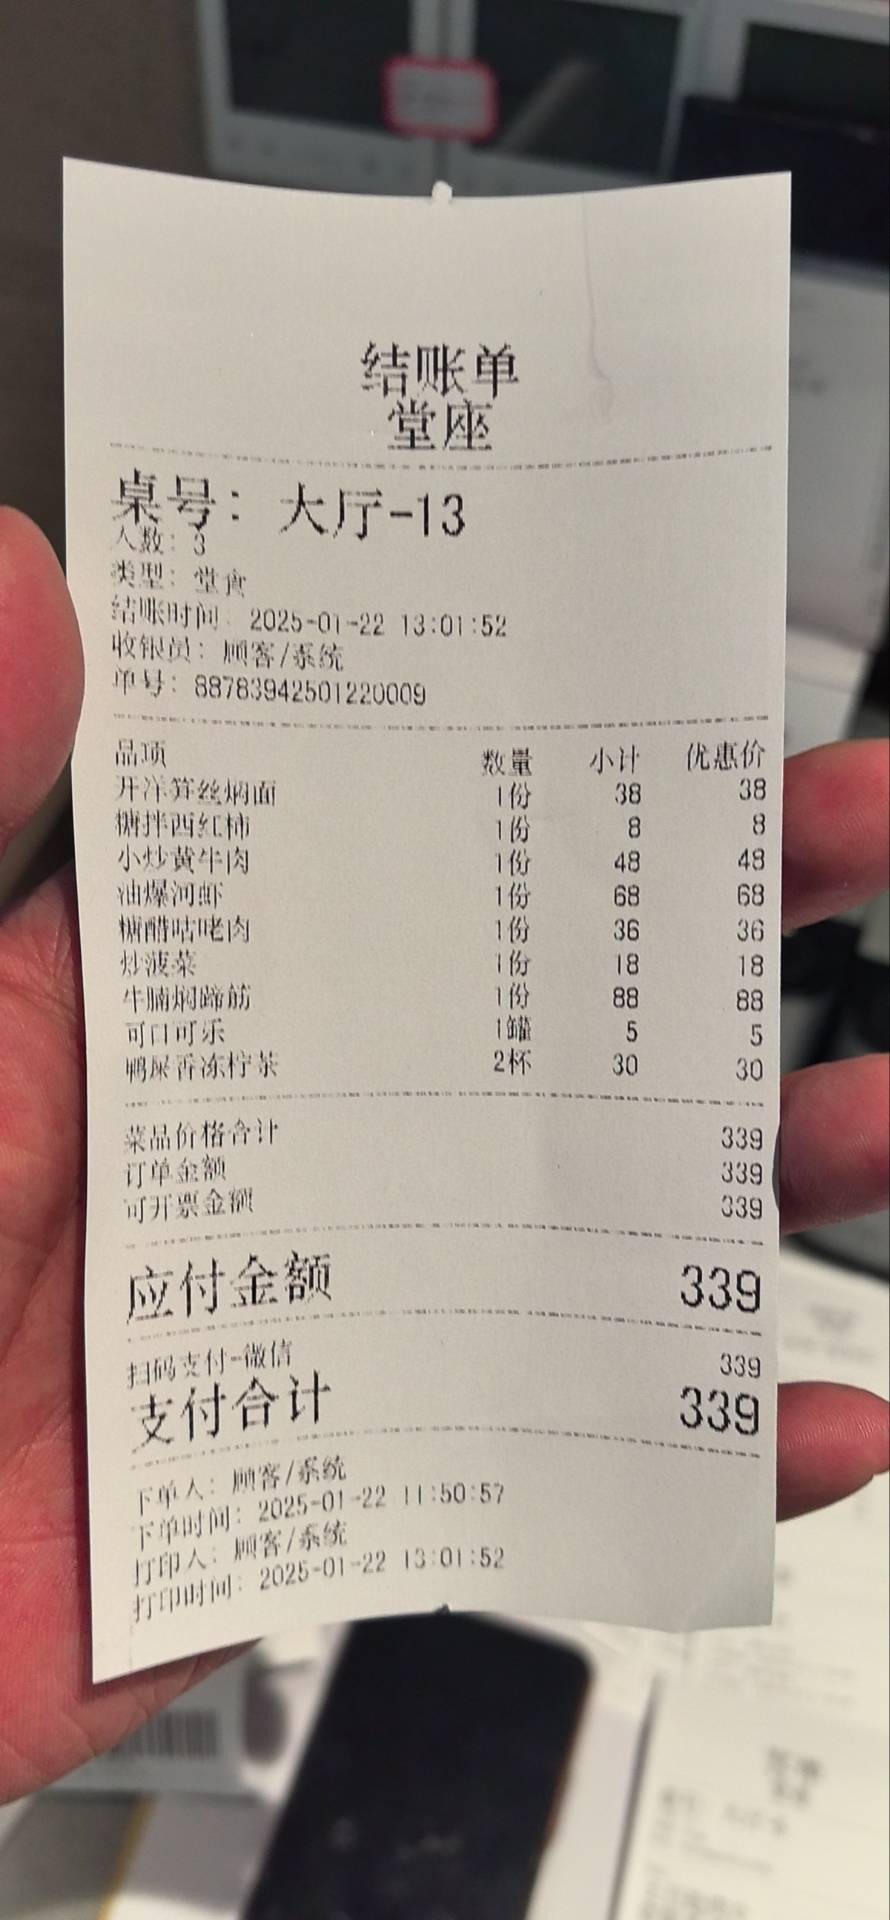 结账单
堂座
桌号：大厅-13
人数：3
类型：堂食
结账时间：2025-01-22 13:01:52
收银员：顾客/系统
单号：88783942501220009
品项 数量 小计 优惠价
开洋笋丝焖面 1份 38 38
糖拌西红柿 1份 8 8
小炒黄牛肉 1份 48 48
油爆河虾 1份 68 68
糖醋咕咾肉 1份 36 36
炒菠菜 1份 18 18
牛腩焖蹄筋 1份 88 88
可口可乐 1罐 5 5
鸭屎香冻柠茶 2杯 30 30
菜品价格合计 339
订单金额 339
可开票金额 339
应付金额 339
扫码支付-微信 339
支付合计 339
下单人：顾客/系统
下单时间：2025-01-22 11:50:57
打印人：顾客/系统
打印时间：2025-01-22 13:01:52